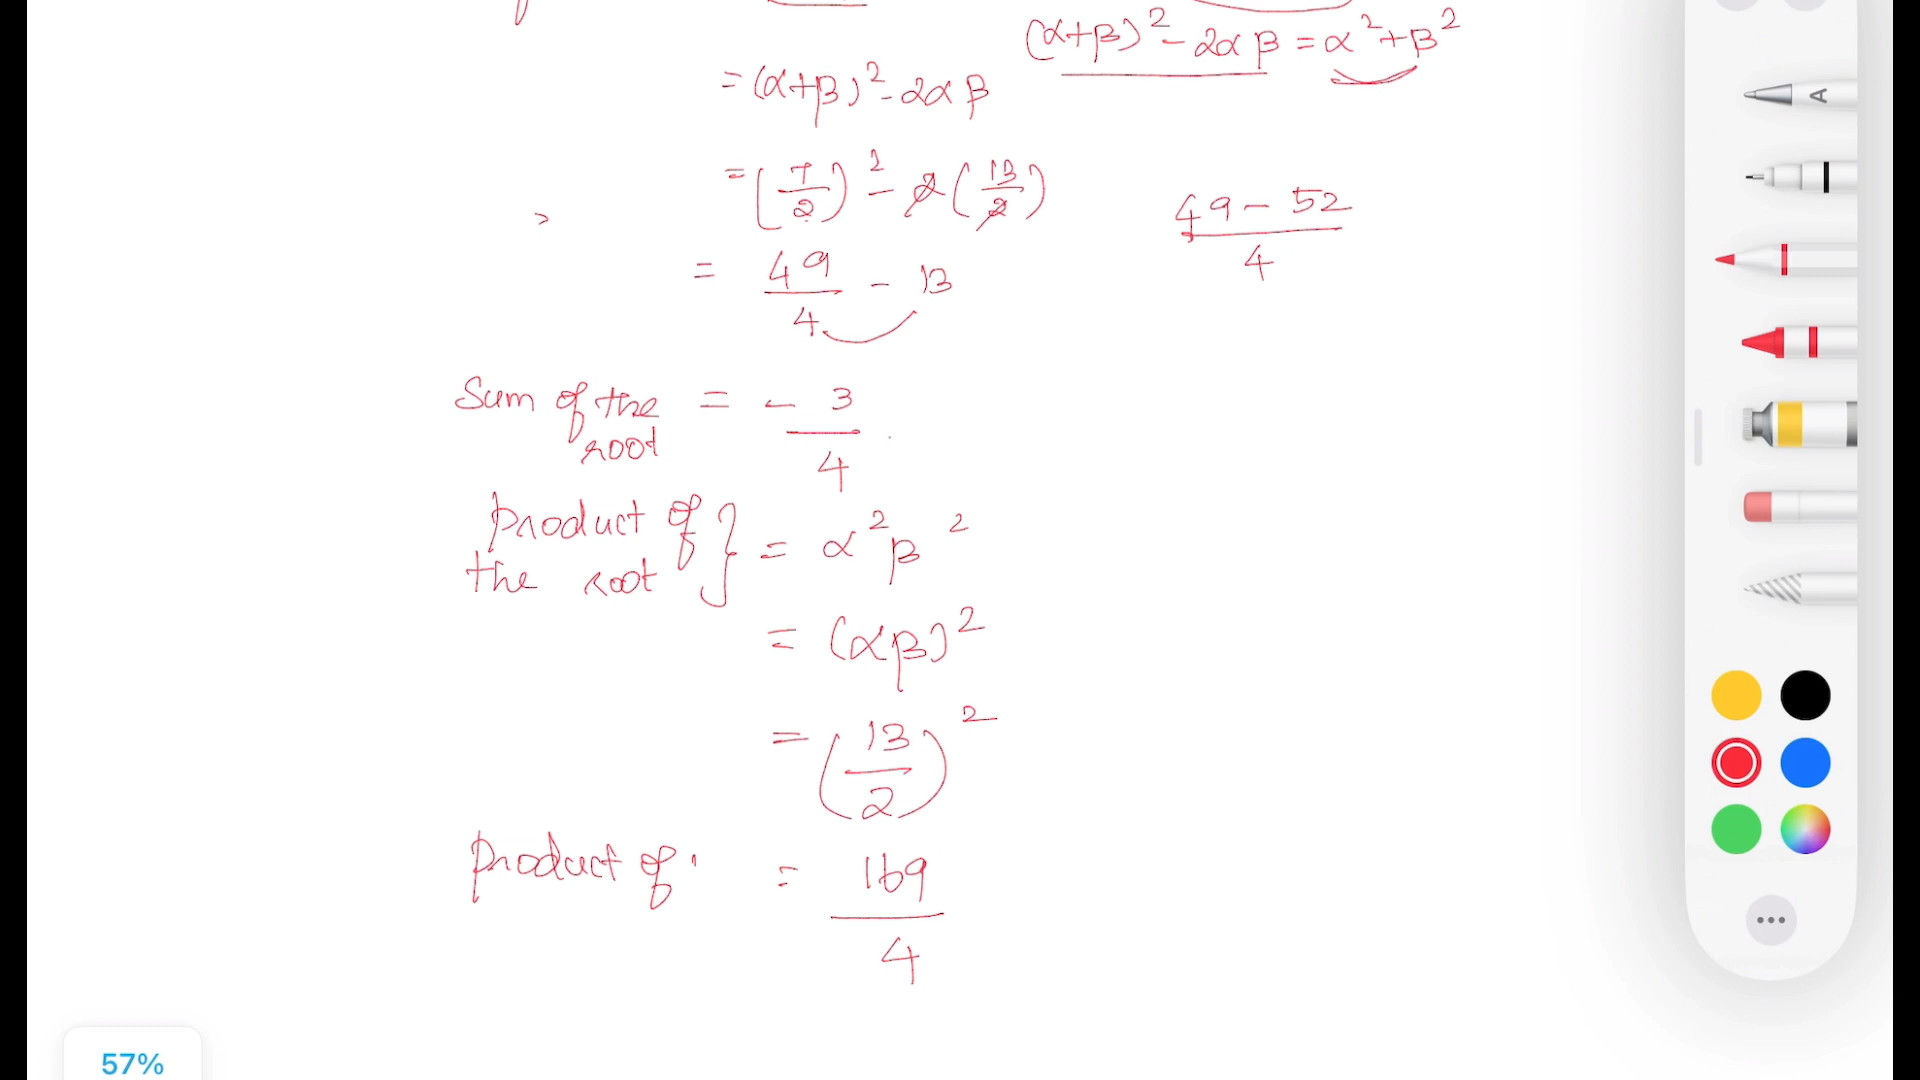 (α+β)² - 2αβ = α² + β²
= (α+β)² - 2αβ
= (7/2)² - 2(13/2)
49 - 52 / 4
= 49/4 - 13
Sum of the root = - 3/4
product of the root } = α²β²
= (αβ)²
= (13/2)²
product of = 169/4
A
57%